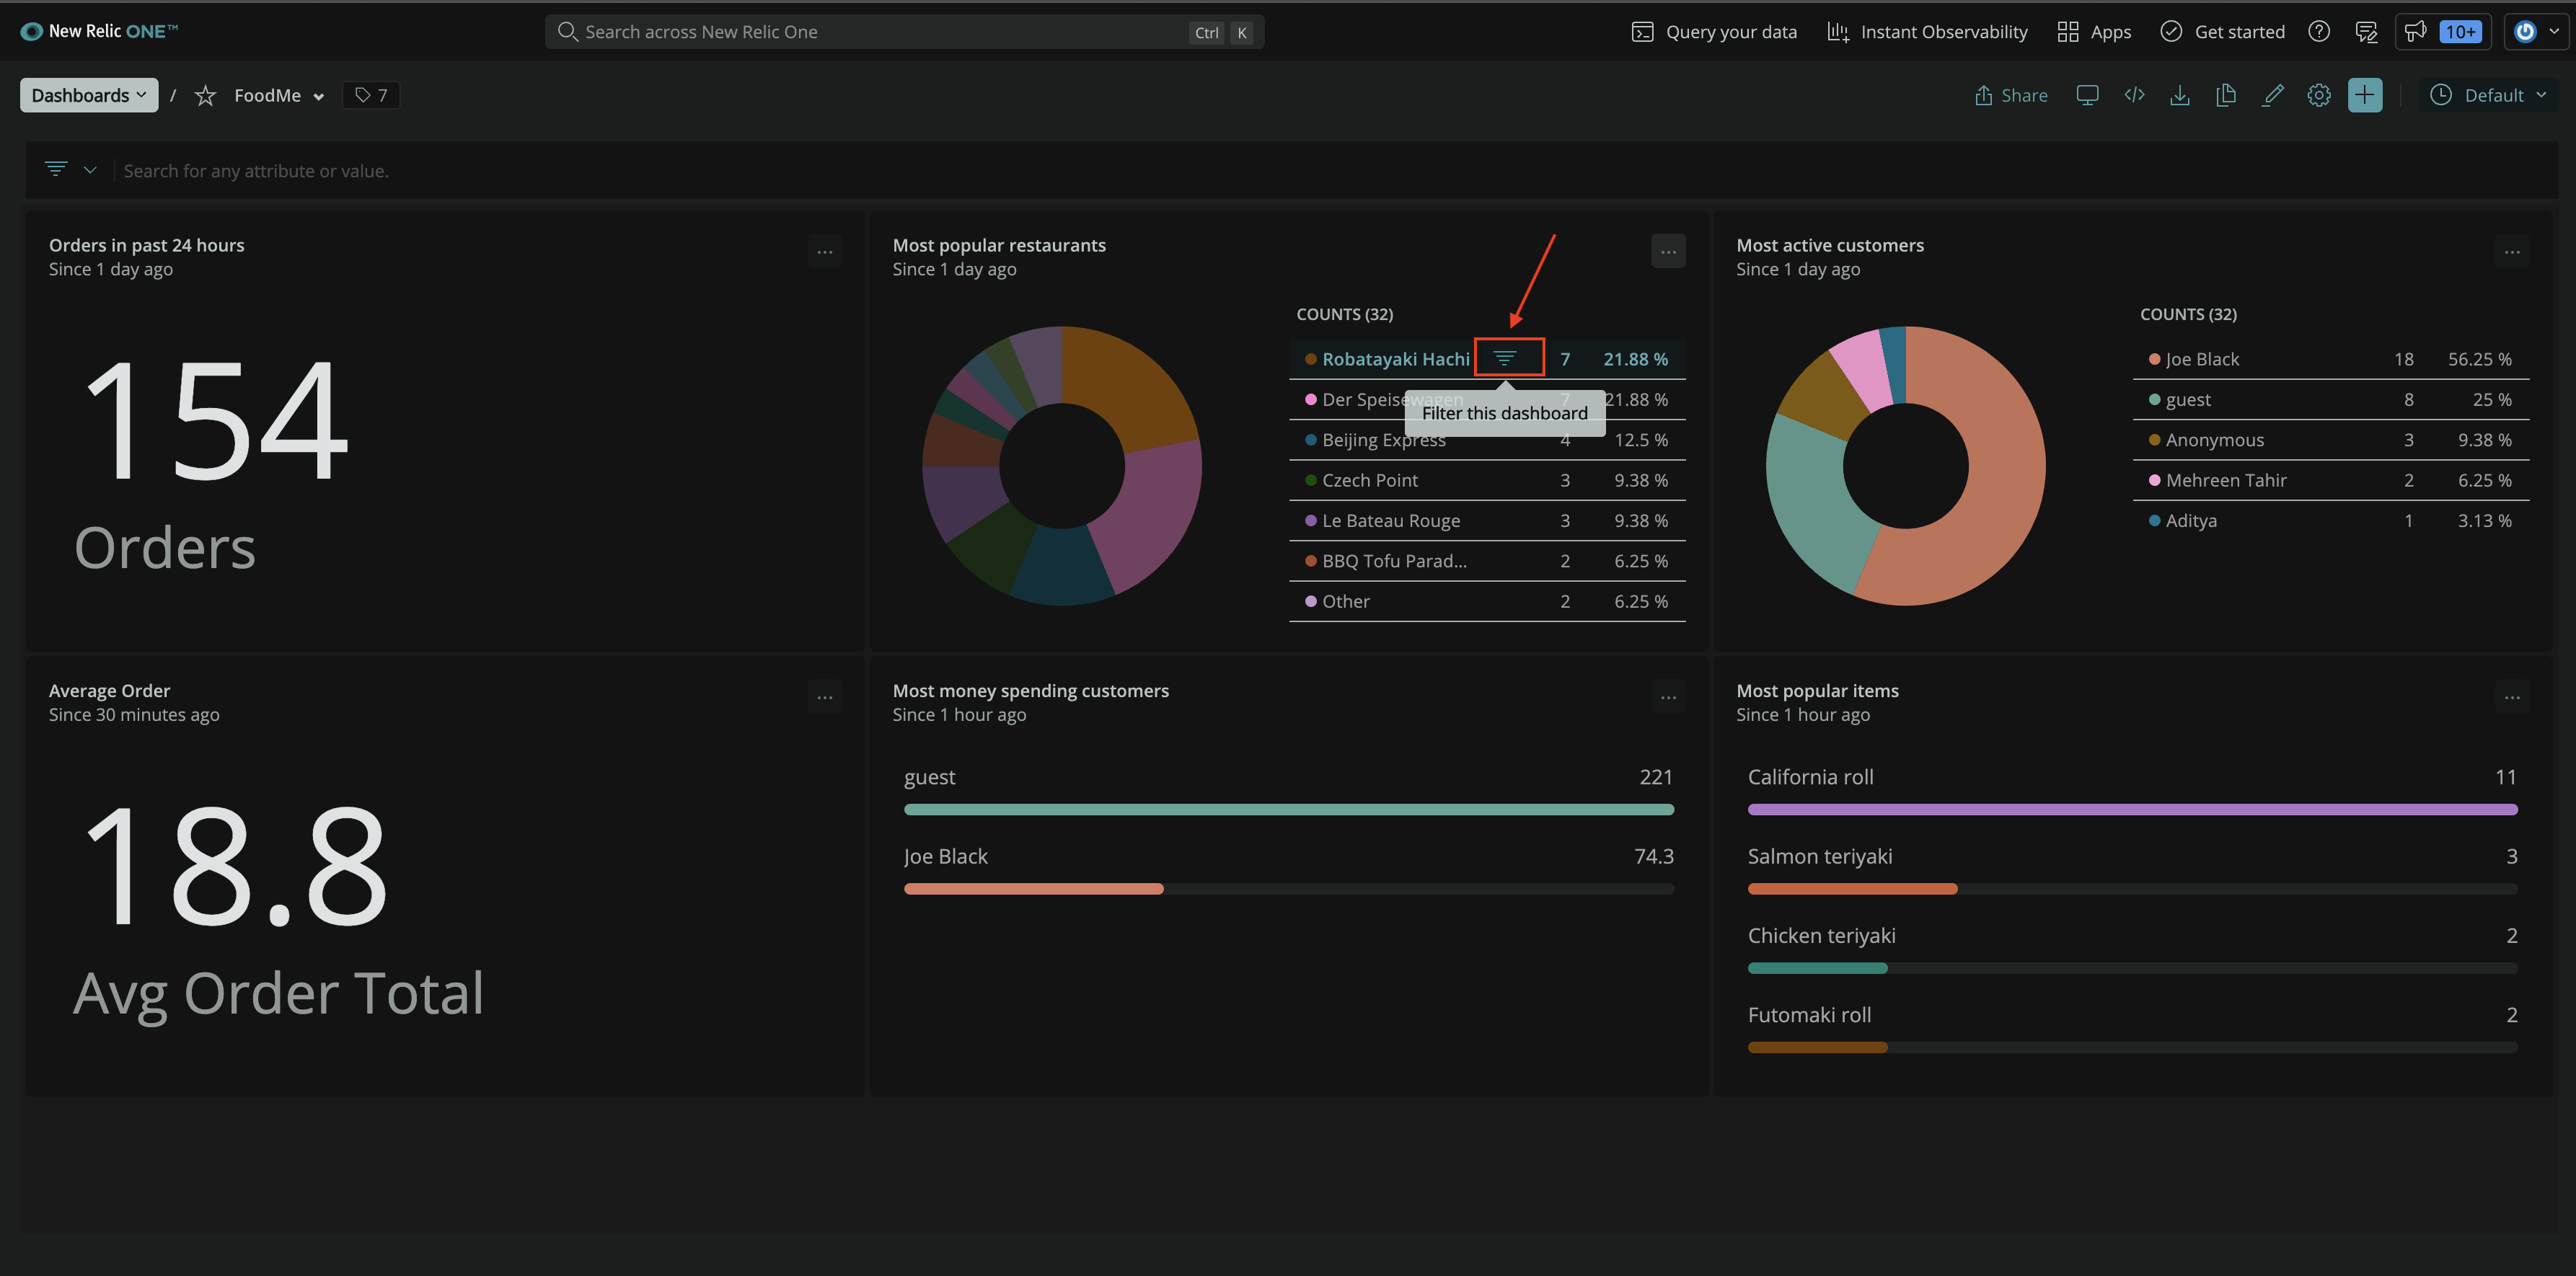 New Relic ONE™
Search across New Relic One
Ctrl K
Query your data
Instant Observability
Apps
Get started
10+
Dashboards
/
FoodMe
7
Share
Default
Search for any attribute or value.
Orders in past 24 hours
Since 1 day ago
154
Orders
Most popular restaurants
Since 1 day ago
COUNTS (32)
Robatayaki Hachi 7 21.88 %
Der Speisewagen 7 21.88 %
Filter this dashboard
Beijing Express 4 12.5 %
Czech Point 3 9.38 %
Le Bateau Rouge 3 9.38 %
BBQ Tofu Parad... 2 6.25 %
Other 2 6.25 %
Most active customers
Since 1 day ago
COUNTS (32)
Joe Black 18 56.25 %
guest 8 25 %
Anonymous 3 9.38 %
Mehreen Tahir 2 6.25 %
Aditya 1 3.13 %
Average Order
Since 30 minutes ago
18.8
Avg Order Total
Most money spending customers
Since 1 hour ago
guest 221
Joe Black 74.3
Most popular items
Since 1 hour ago
California roll 11
Salmon teriyaki 3
Chicken teriyaki 2
Futomaki roll 2